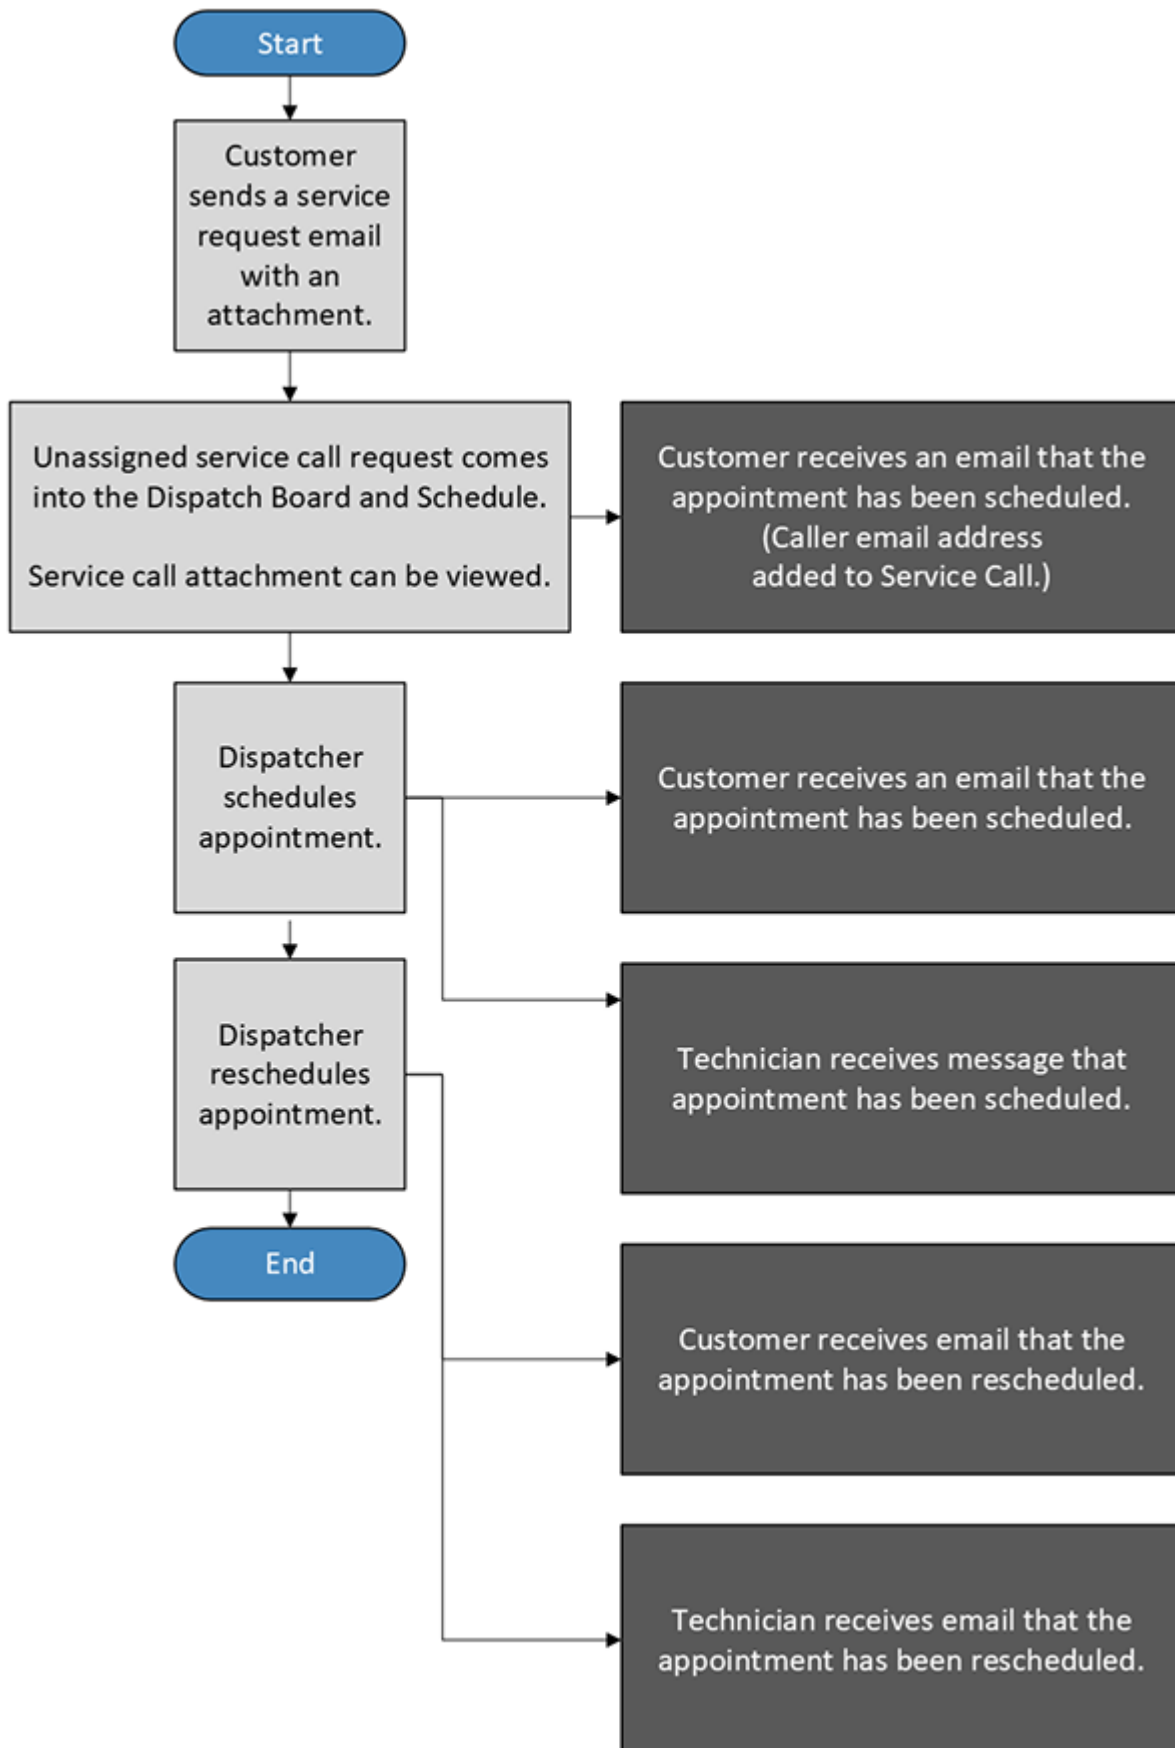 Start
Customer
sends a service
request email
with an
attachment.
Unassigned service call request comes
into the Dispatch Board and Schedule.
Service call attachment can be viewed.
Customer receives an email that the
appointment has been scheduled.
(Caller email address
added to Service Call.)
Dispatcher
schedules
appointment.
Customer receives an email that the
appointment has been scheduled.
Technician receives message that
appointment has been scheduled.
Dispatcher
reschedules
appointment.
End
Customer receives email that the
appointment has been rescheduled.
Technician receives email that the
appointment has been rescheduled.